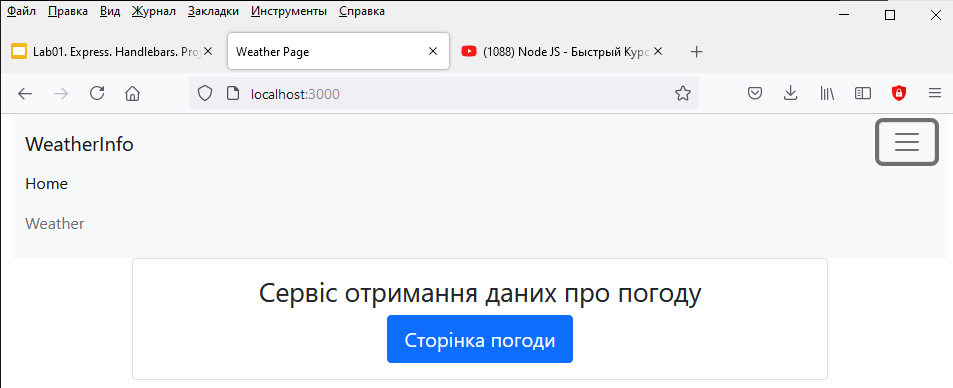 Файл Правка Вид Журнал Закладки Инструменты Справка
Lab01. Express. Handlebars. Proj Weather Page (1088) Node JS - Быстрый Курс
localhost:3000
WeatherInfo
Home
Weather
Сервіс отримання даних про погоду
Сторінка погоди